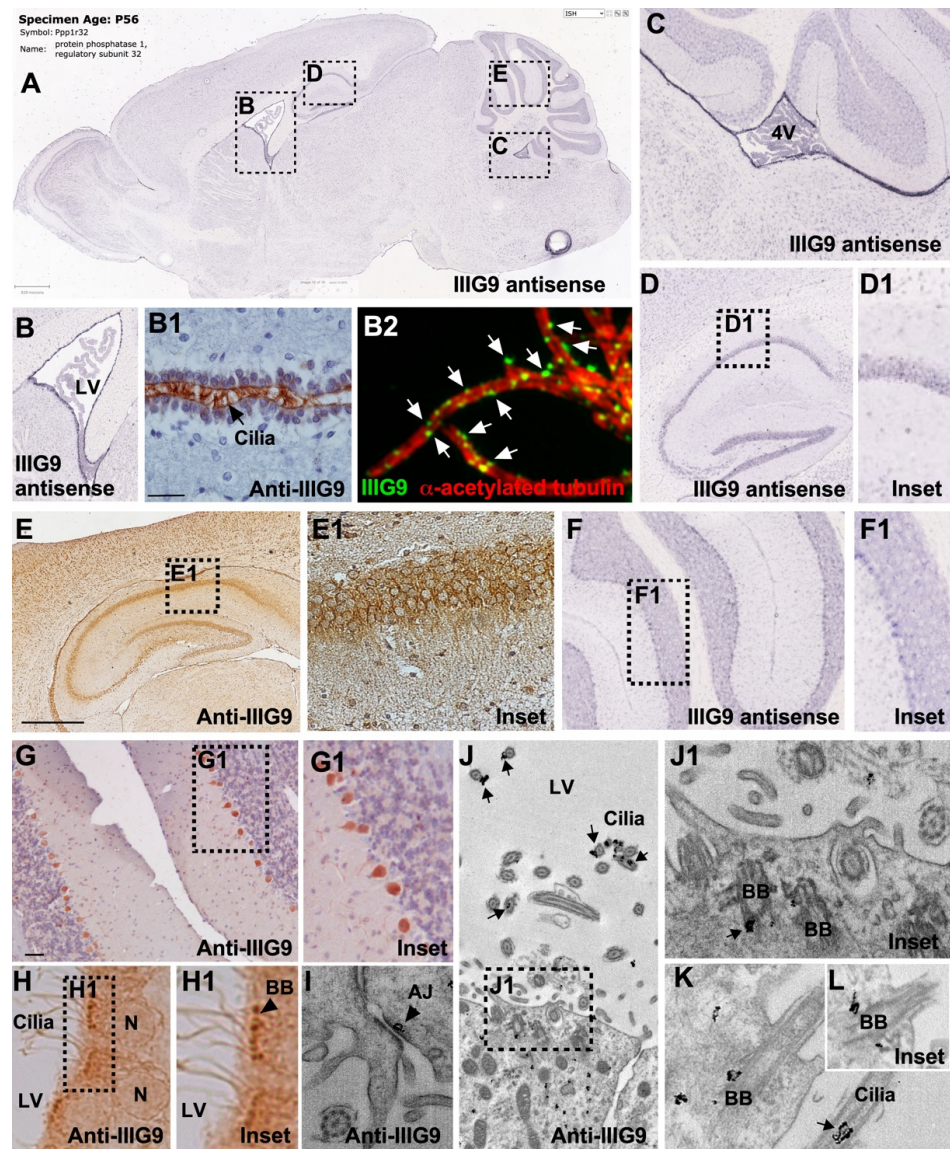 Specimen Age: P56
Symbol: Ppp1r32
Name: protein phosphatase 1,
regulatory subunit 32
ISH
A
B
D
E
C
IIIG9 antisense
C
4V
IIIG9 antisense
B
LV
IIIG9
antisense
B1
Cilia
Anti-IIIG9
B2
IIIG9 α-acetylated tubulin
D
D1
IIIG9 antisense
D1
Inset
E
E1
Anti-IIIG9
E1
Inset
F
F1
IIIG9 antisense
F1
Inset
G
G1
Anti-IIIG9
G1
Inset
J
LV
Cilia
J1
Anti-IIIG9
J1
BB
BB
Inset
H
H1
Cilia
N
N
LV
Anti-IIIG9
H1
BB
LV
Inset
I
AJ
Anti-IIIG9
K
BB
Cilia
L
BB
Inset